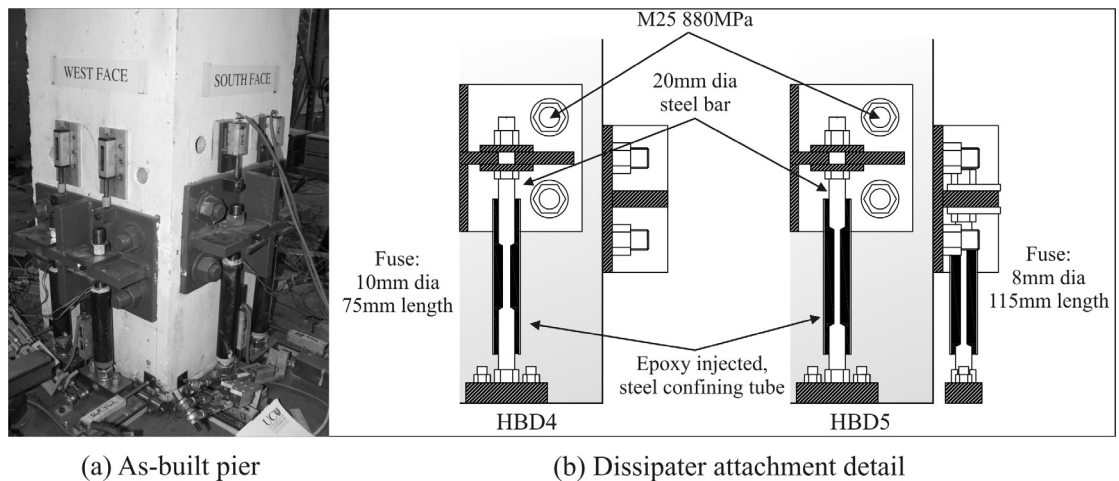 WEST FACE
SOUTH FACE
M25 880MPa
20mm dia
steel bar
Fuse:
10mm dia
75mm length
Fuse:
8mm dia
115mm length
Epoxy injected,
steel confining tube
HBD4
HBD5
(a) As-built pier
(b) Dissipater attachment detail